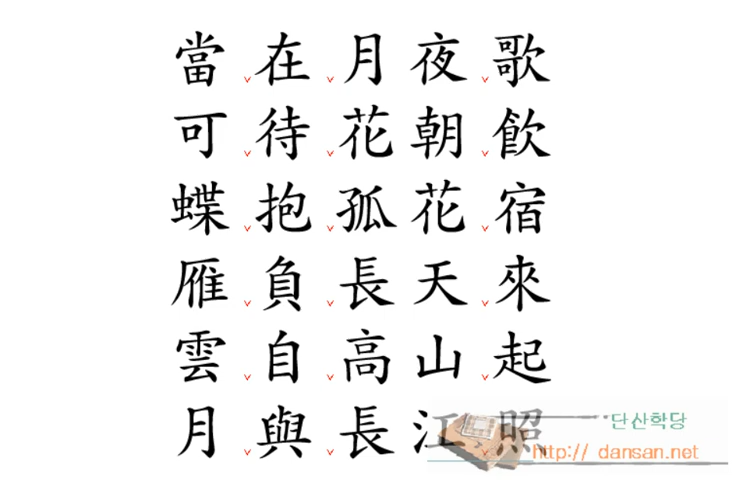 當在月夜歌
可待花朝飮
蝶抱孤花宿
雁負長天來
雲自高山起
月與長江照
단산학당
http://dansan.net